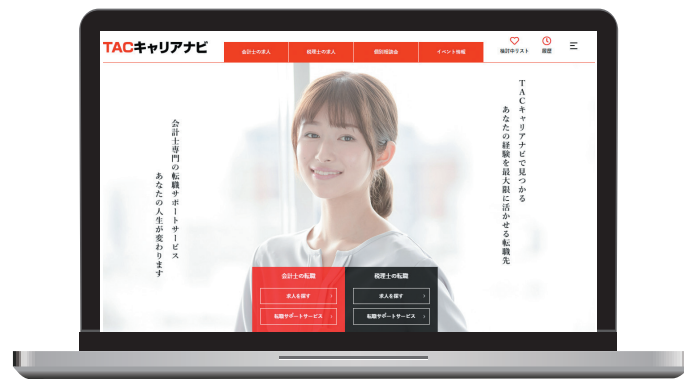 TACキャリアナビ
会計士の求人
税理士の求人
個別相談会
イベント情報
検討中リスト
履歴
TACキャリアナビで見つかる
あなたの経験を最大限に活かせる転職先
会計士専門の転職サポートサービス
あなたの人生が変わります
会計士の転職
求人を探す
転職サポートサービス
税理士の転職
求人を探す
転職サポートサービス